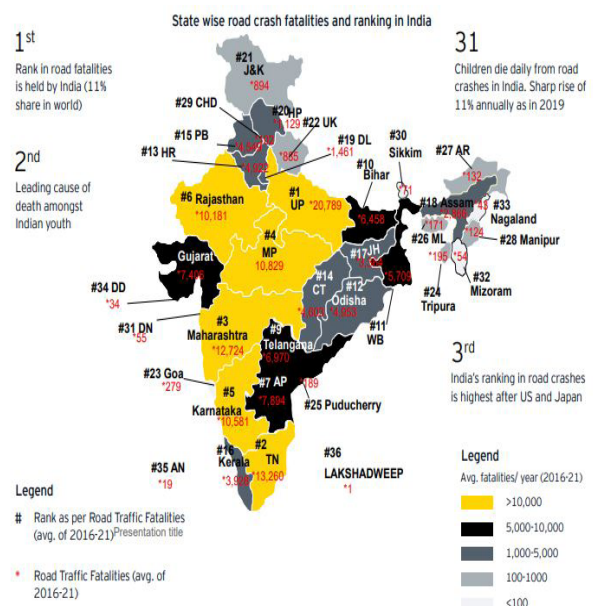 State wise road crash fatalities and ranking in India
1st
Rank in road fatalities
is held by India (11%
share in world)
2nd
Leading cause of
death amongst
Indian youth
31
Children die daily from road
crashes in India. Sharp rise of
11% annually as in 2019
3rd
India's ranking in road crashes
is highest after US and Japan
#21
J&K
*894
#29 CHD
#20 HP
#22 UK
#15 PB
#19 DL
*1,461
#13 HR
#10
Bihar
*6,458
#30
Sikkim
*71
#27 AR
*132
#18 Assam
#33
Nagaland
#26 ML
*171
*124
#28 Manipur
*195
*54
#24
Tripura
#32
Mizoram
#6 Rajasthan
*10,181
#1
UP
*20,789
#4
MP
10,829
Gujarat
*7,406
#17 JH
*5,709
#14
CT
#12
Odisha
#11
WB
#34 DD
*34
#31 DN
*55
#3
Maharashtra
*12,724
#9
Telangana
*6,970
#23 Goa
*279
#7 AP
*7,894
*189
#25 Puducherry
#5
Karnataka
*10,581
#2
TN
*13,260
#16
Kerala
#36
LAKSHADWEEP
*1
#35 AN
*19
Legend
# Rank as per Road Traffic Fatalities
(avg. of 2016-21)
Presentation title
* Road Traffic Fatalities (avg. of
2016-21)
Legend
Avg. fatalities/ year (2016-21)
>10,000
5,000-10,000
1,000-5,000
100-1000
<100